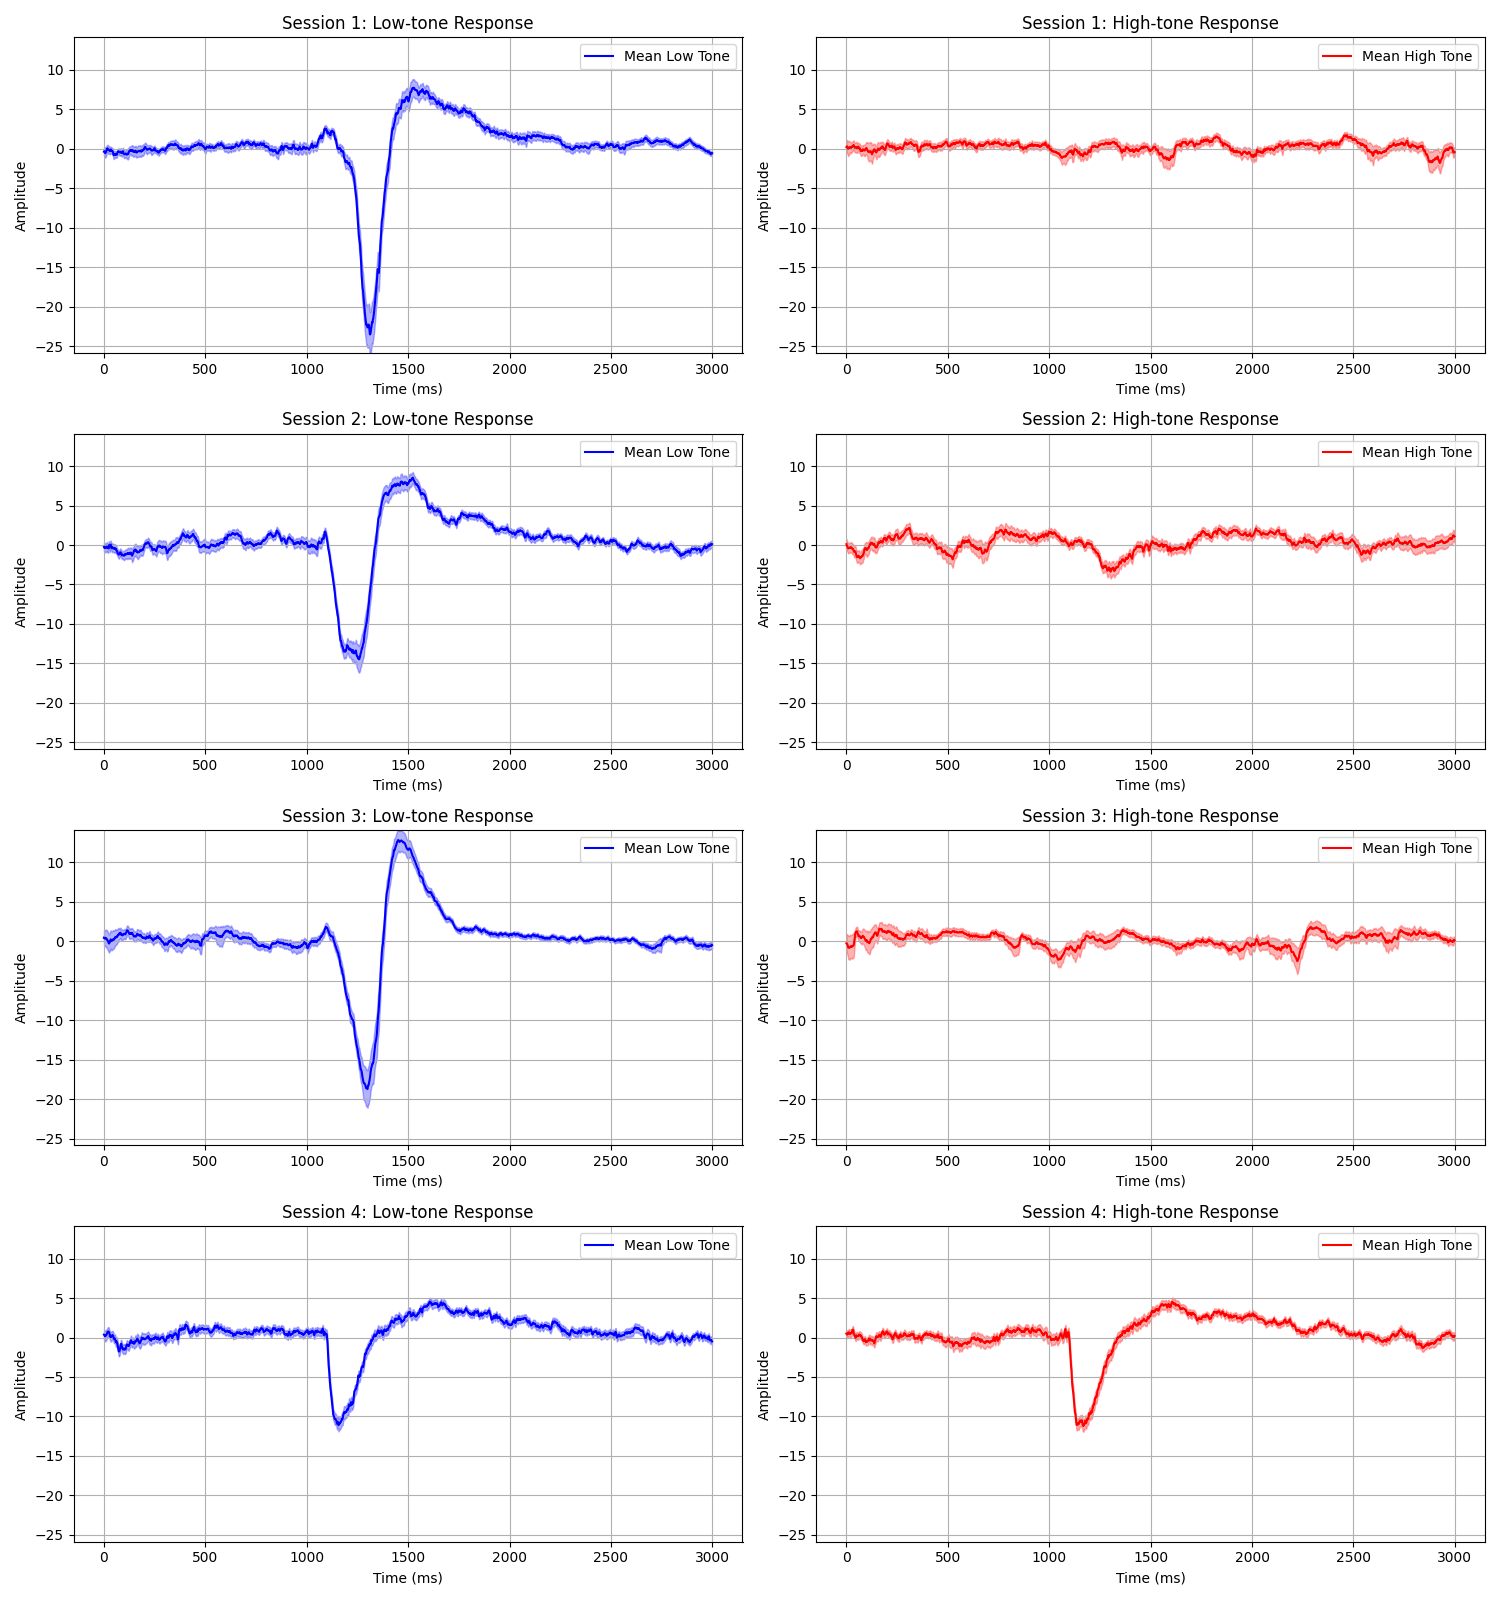 Session 1: Low-tone Response
Mean Low Tone
10
5
0
−5
−10
−15
−20
−25
Amplitude
0 500 1000 1500 2000 2500 3000
Time (ms)
Session 1: High-tone Response
Mean High Tone
10
5
0
−5
−10
−15
−20
−25
Amplitude
0 500 1000 1500 2000 2500 3000
Time (ms)
Session 2: Low-tone Response
Mean Low Tone
10
5
0
−5
−10
−15
−20
−25
Amplitude
0 500 1000 1500 2000 2500 3000
Time (ms)
Session 2: High-tone Response
Mean High Tone
10
5
0
−5
−10
−15
−20
−25
Amplitude
0 500 1000 1500 2000 2500 3000
Time (ms)
Session 3: Low-tone Response
Mean Low Tone
10
5
0
−5
−10
−15
−20
−25
Amplitude
0 500 1000 1500 2000 2500 3000
Time (ms)
Session 3: High-tone Response
Mean High Tone
10
5
0
−5
−10
−15
−20
−25
Amplitude
0 500 1000 1500 2000 2500 3000
Time (ms)
Session 4: Low-tone Response
Mean Low Tone
10
5
0
−5
−10
−15
−20
−25
Amplitude
0 500 1000 1500 2000 2500 3000
Time (ms)
Session 4: High-tone Response
Mean High Tone
10
5
0
−5
−10
−15
−20
−25
Amplitude
0 500 1000 1500 2000 2500 3000
Time (ms)